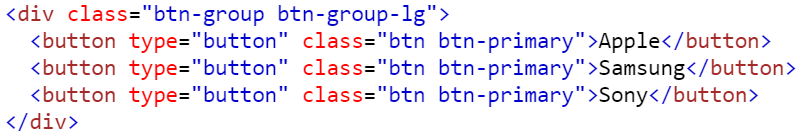 <div class="btn-group btn-group-lg">
  <button type="button" class="btn btn-primary">Apple</button>
  <button type="button" class="btn btn-primary">Samsung</button>
  <button type="button" class="btn btn-primary">Sony</button>
</div>